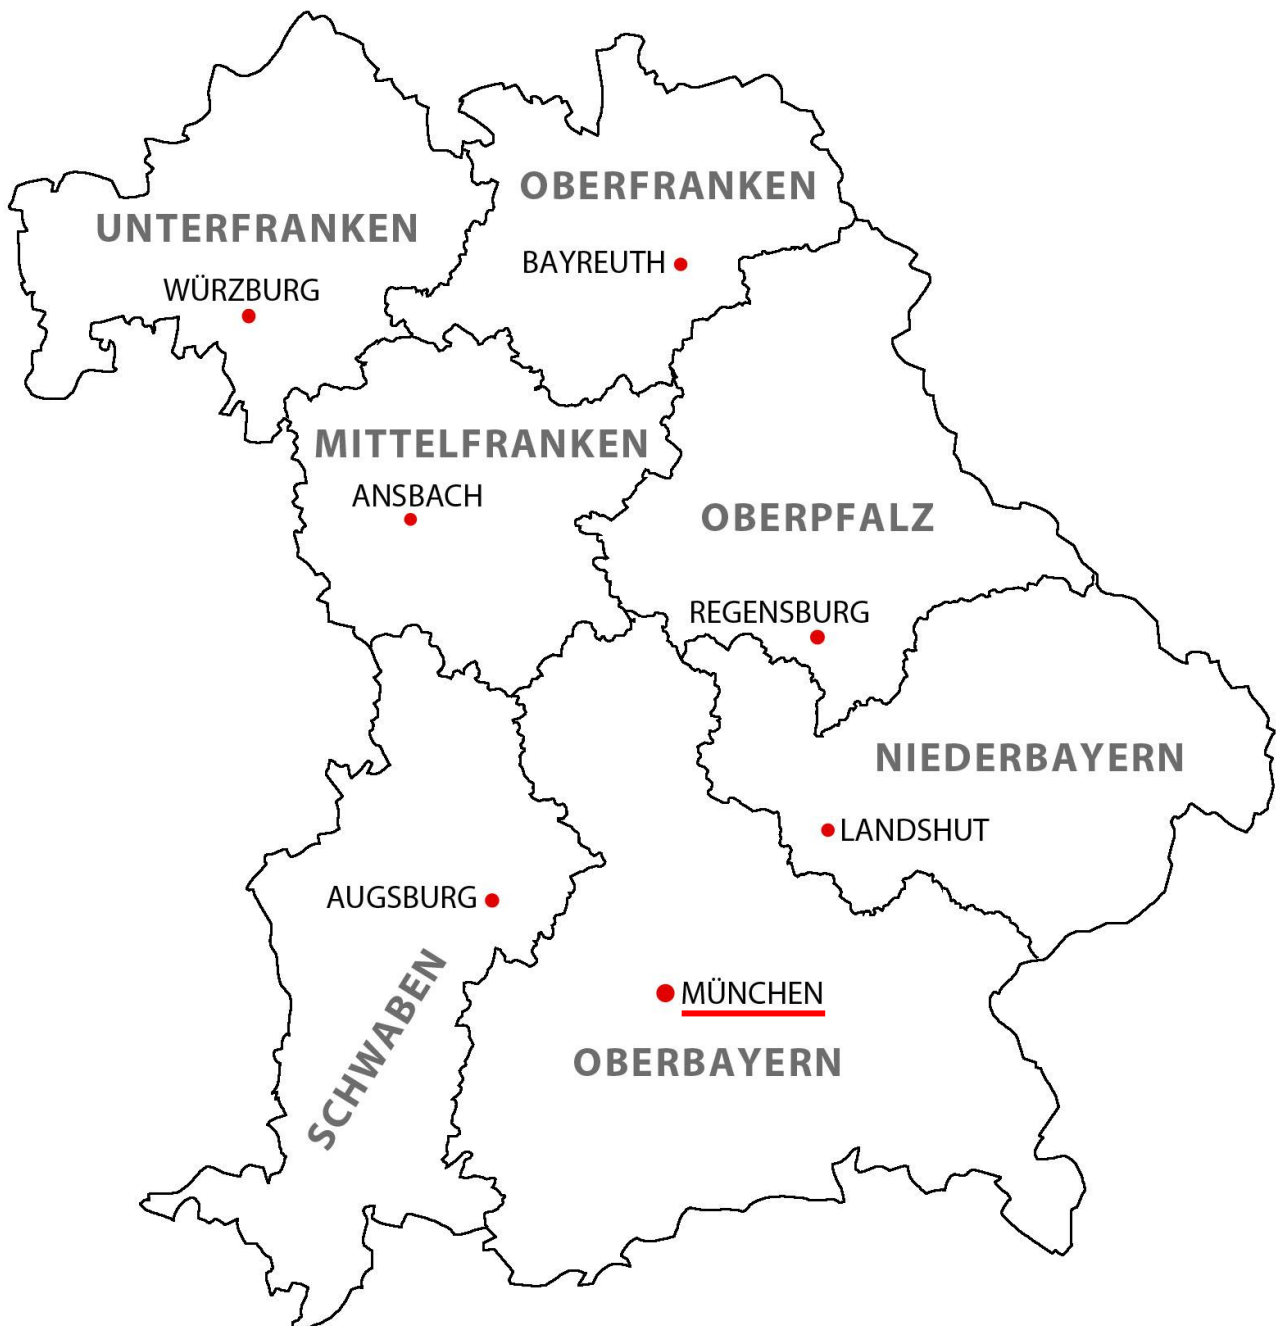 OBERFRANKEN
UNTERFRANKEN
BAYREUTH
WÜRZBURG
MITTELFRANKEN
ANSBACH
OBERPFALZ
REGENSBURG
NIEDERBAYERN
LANDSHUT
AUGSBURG
SCHWABEN
MÜNCHEN
OBERBAYERN